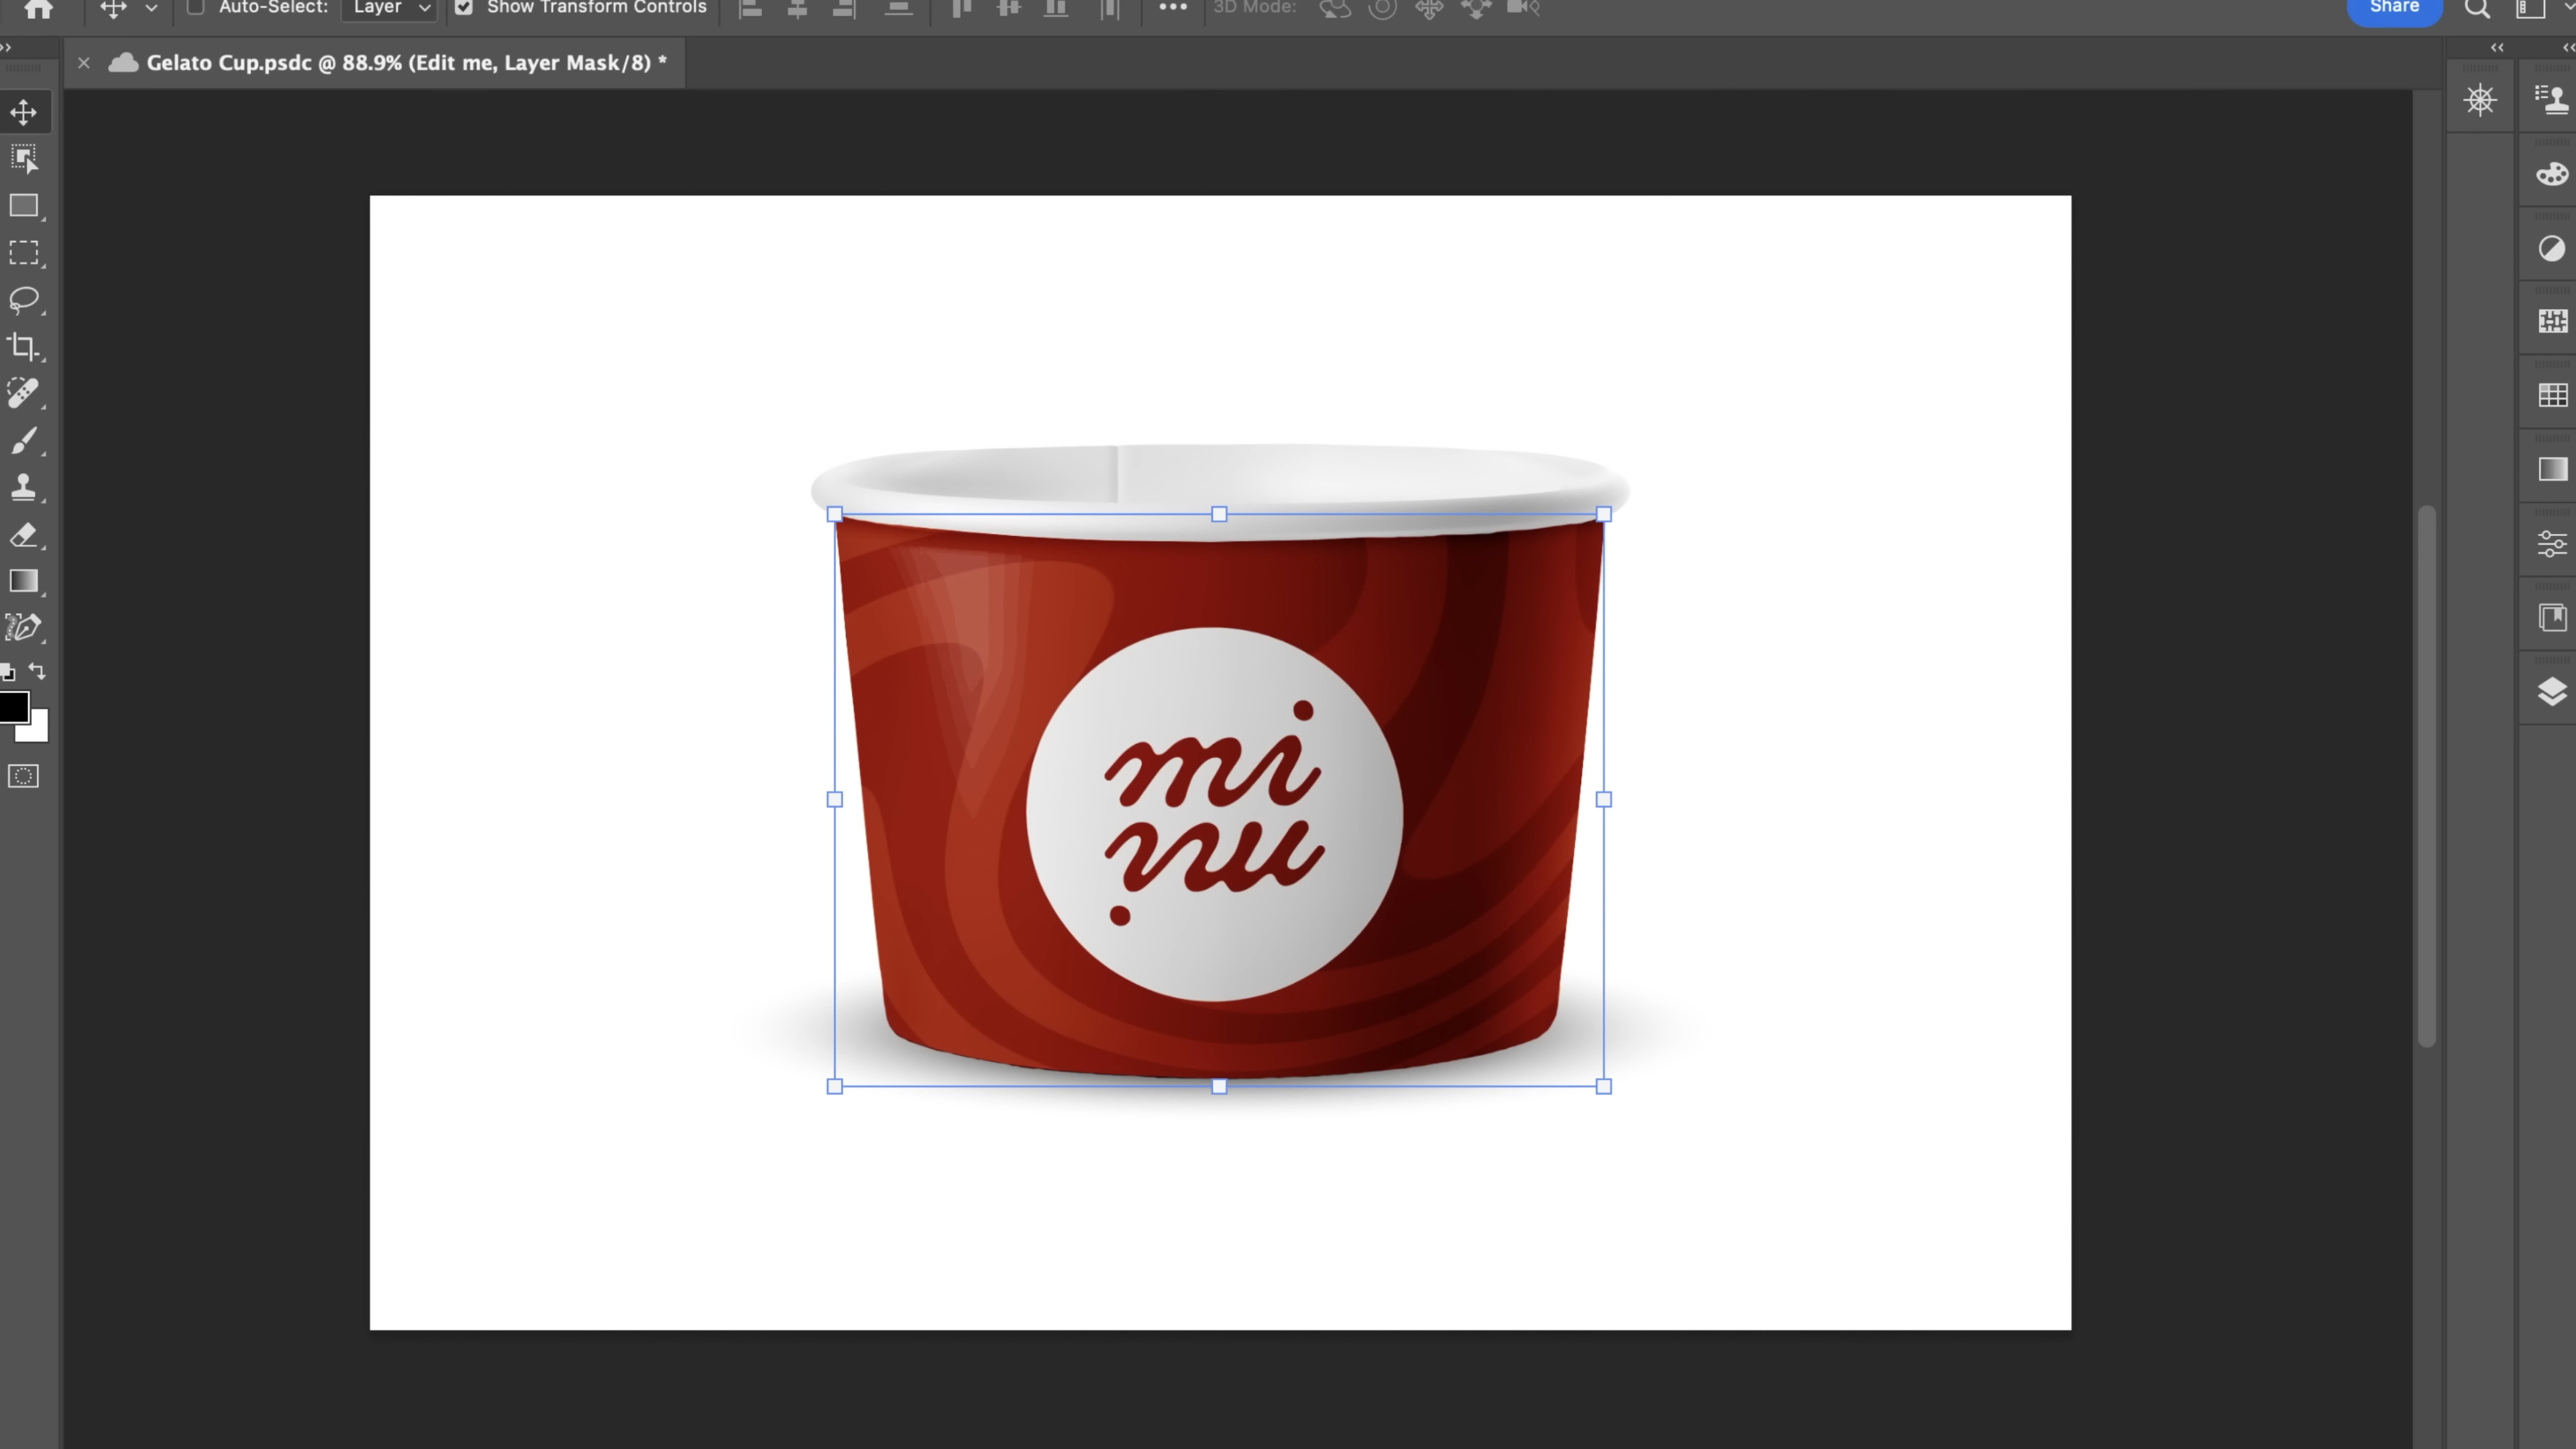 Auto-Select: Layer Show Transform Controls 3D Mode: Share
Gelato Cup.psdc @ 88.9% (Edit me, Layer Mask/8) *
mi
nu